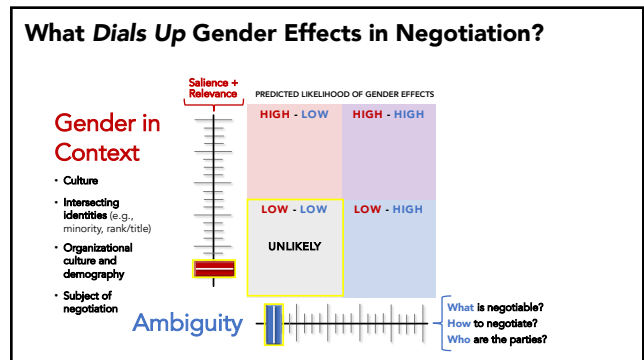 What Dials Up Gender Effects in Negotiation?
Salience +
Relevance
PREDICTED LIKELIHOOD OF GENDER EFFECTS
HIGH - LOW
HIGH - HIGH
Gender in
Context
• Culture
• Intersecting
identities (e.g.,
minority, rank/title)
• Organizational
culture and
demography
• Subject of
negotiation
LOW - LOW
LOW - HIGH
UNLIKELY
Ambiguity
What is negotiable?
How to negotiate?
Who are the parties?